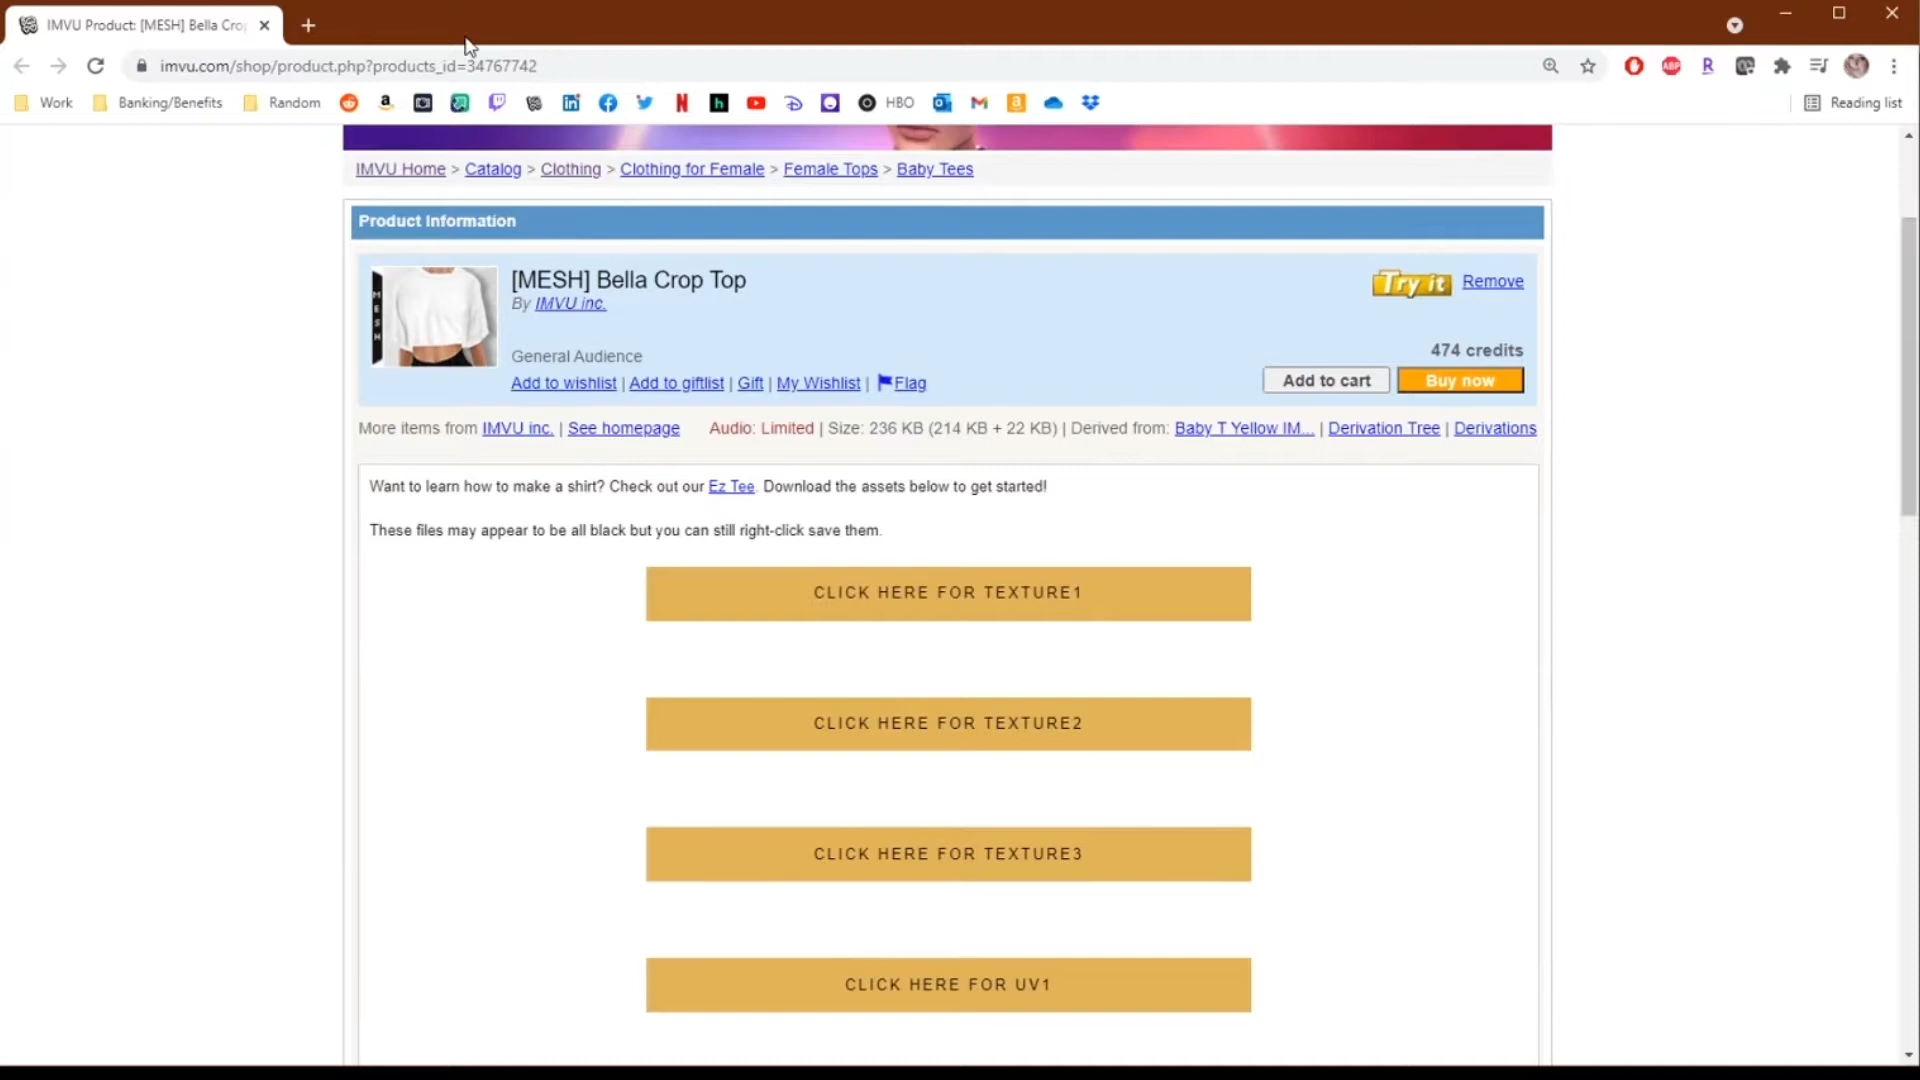 IMVU Product: [MESH] Bella Crop
imvu.com/shop/product.php?products_id=34767742
Work
Banking/Benefits
Random
HBO
Reading list
IMVU Home > Catalog > Clothing > Clothing for Female > Female Tops > Baby Tees
Product Information
MESH
[MESH] Bella Crop Top
By IMVU inc.
Try it
Remove
General Audience
474 credits
Add to wishlist | Add to giftlist | Gift | My Wishlist | Flag
Add to cart
Buy now
More items from IMVU inc. | See homepage
Audio: Limited | Size: 236 KB (214 KB + 22 KB) | Derived from: Baby T Yellow IM... | Derivation Tree | Derivations
Want to learn how to make a shirt? Check out our Ez Tee. Download the assets below to get started!
These files may appear to be all black but you can still right-click save them.
CLICK HERE FOR TEXTURE1
CLICK HERE FOR TEXTURE2
CLICK HERE FOR TEXTURE3
CLICK HERE FOR UV1